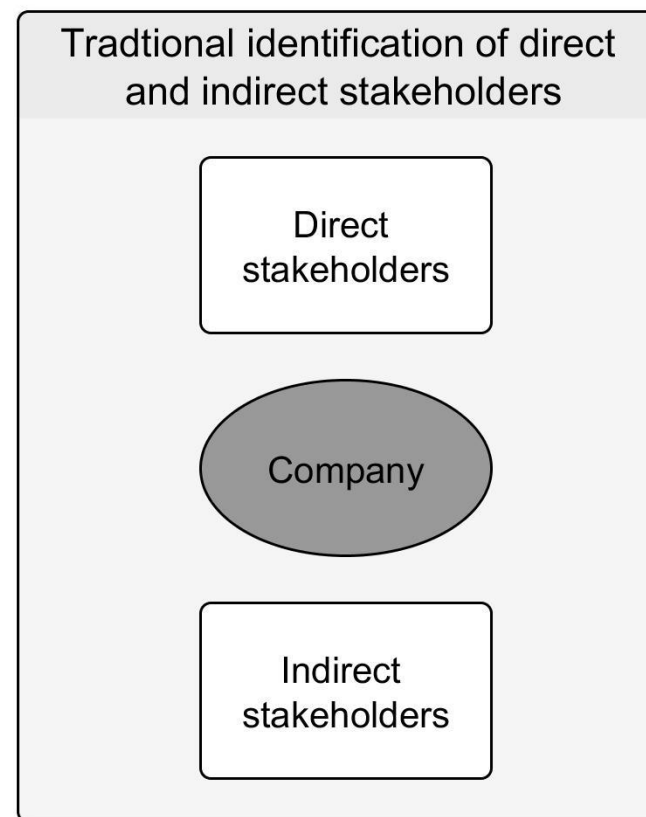 Tradtional identification of direct
and indirect stakeholders
Direct
stakeholders
Company
Indirect
stakeholders